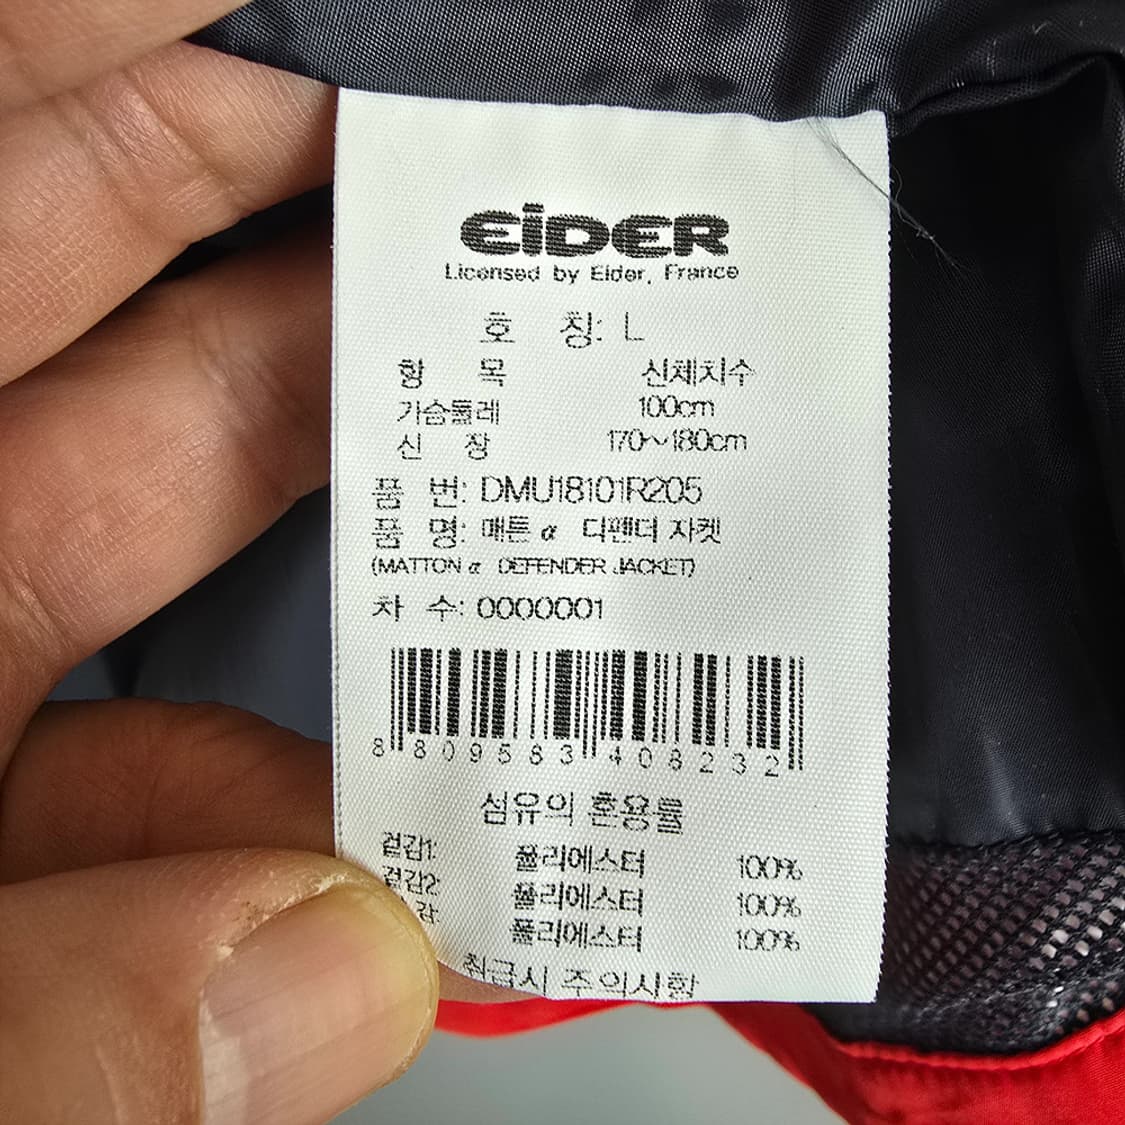 EiDER
Licensed by Eider, France
호 칭: L
항 목 신체치수
가슴둘레 100cm
신 장 170~180cm
품 번: DMU18101R205
품 명: 매튼 α 디펜더 자켓
(MATTON α DEFENDER JACKET)
차 수: 0000001
8 809583 408232
섬유의 혼용률
겉감1: 폴리에스터 100%
겉감2: 폴리에스터 100%
감: 폴리에스터 100%
취급시 주의사항